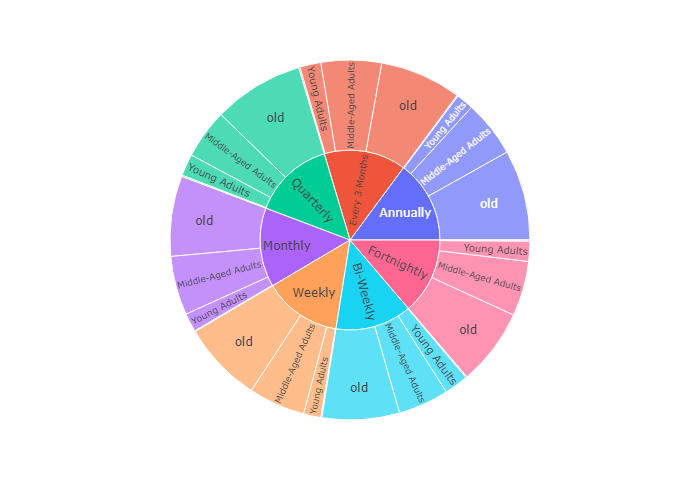 Annually
old
Middle-Aged Adults
Young Adults
Every 3 Months
old
Middle-Aged Adults
Young Adults
Quarterly
old
Middle-Aged Adults
Young Adults
Monthly
old
Middle-Aged Adults
Young Adults
Weekly
old
Middle-Aged Adults
Young Adults
Bi-Weekly
old
Middle-Aged Adults
Young Adults
Fortnightly
old
Middle-Aged Adults
Young Adults